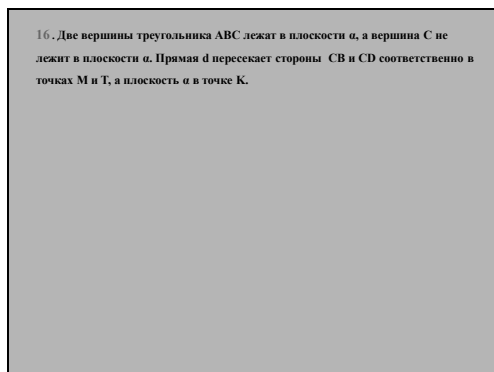 16. Две вершины треугольника ABC лежат в плоскости α, а вершина C не
лежит в плоскости α. Прямая d пересекает стороны CB и CD соответственно в
точках M и T, а плоскость α в точке K.